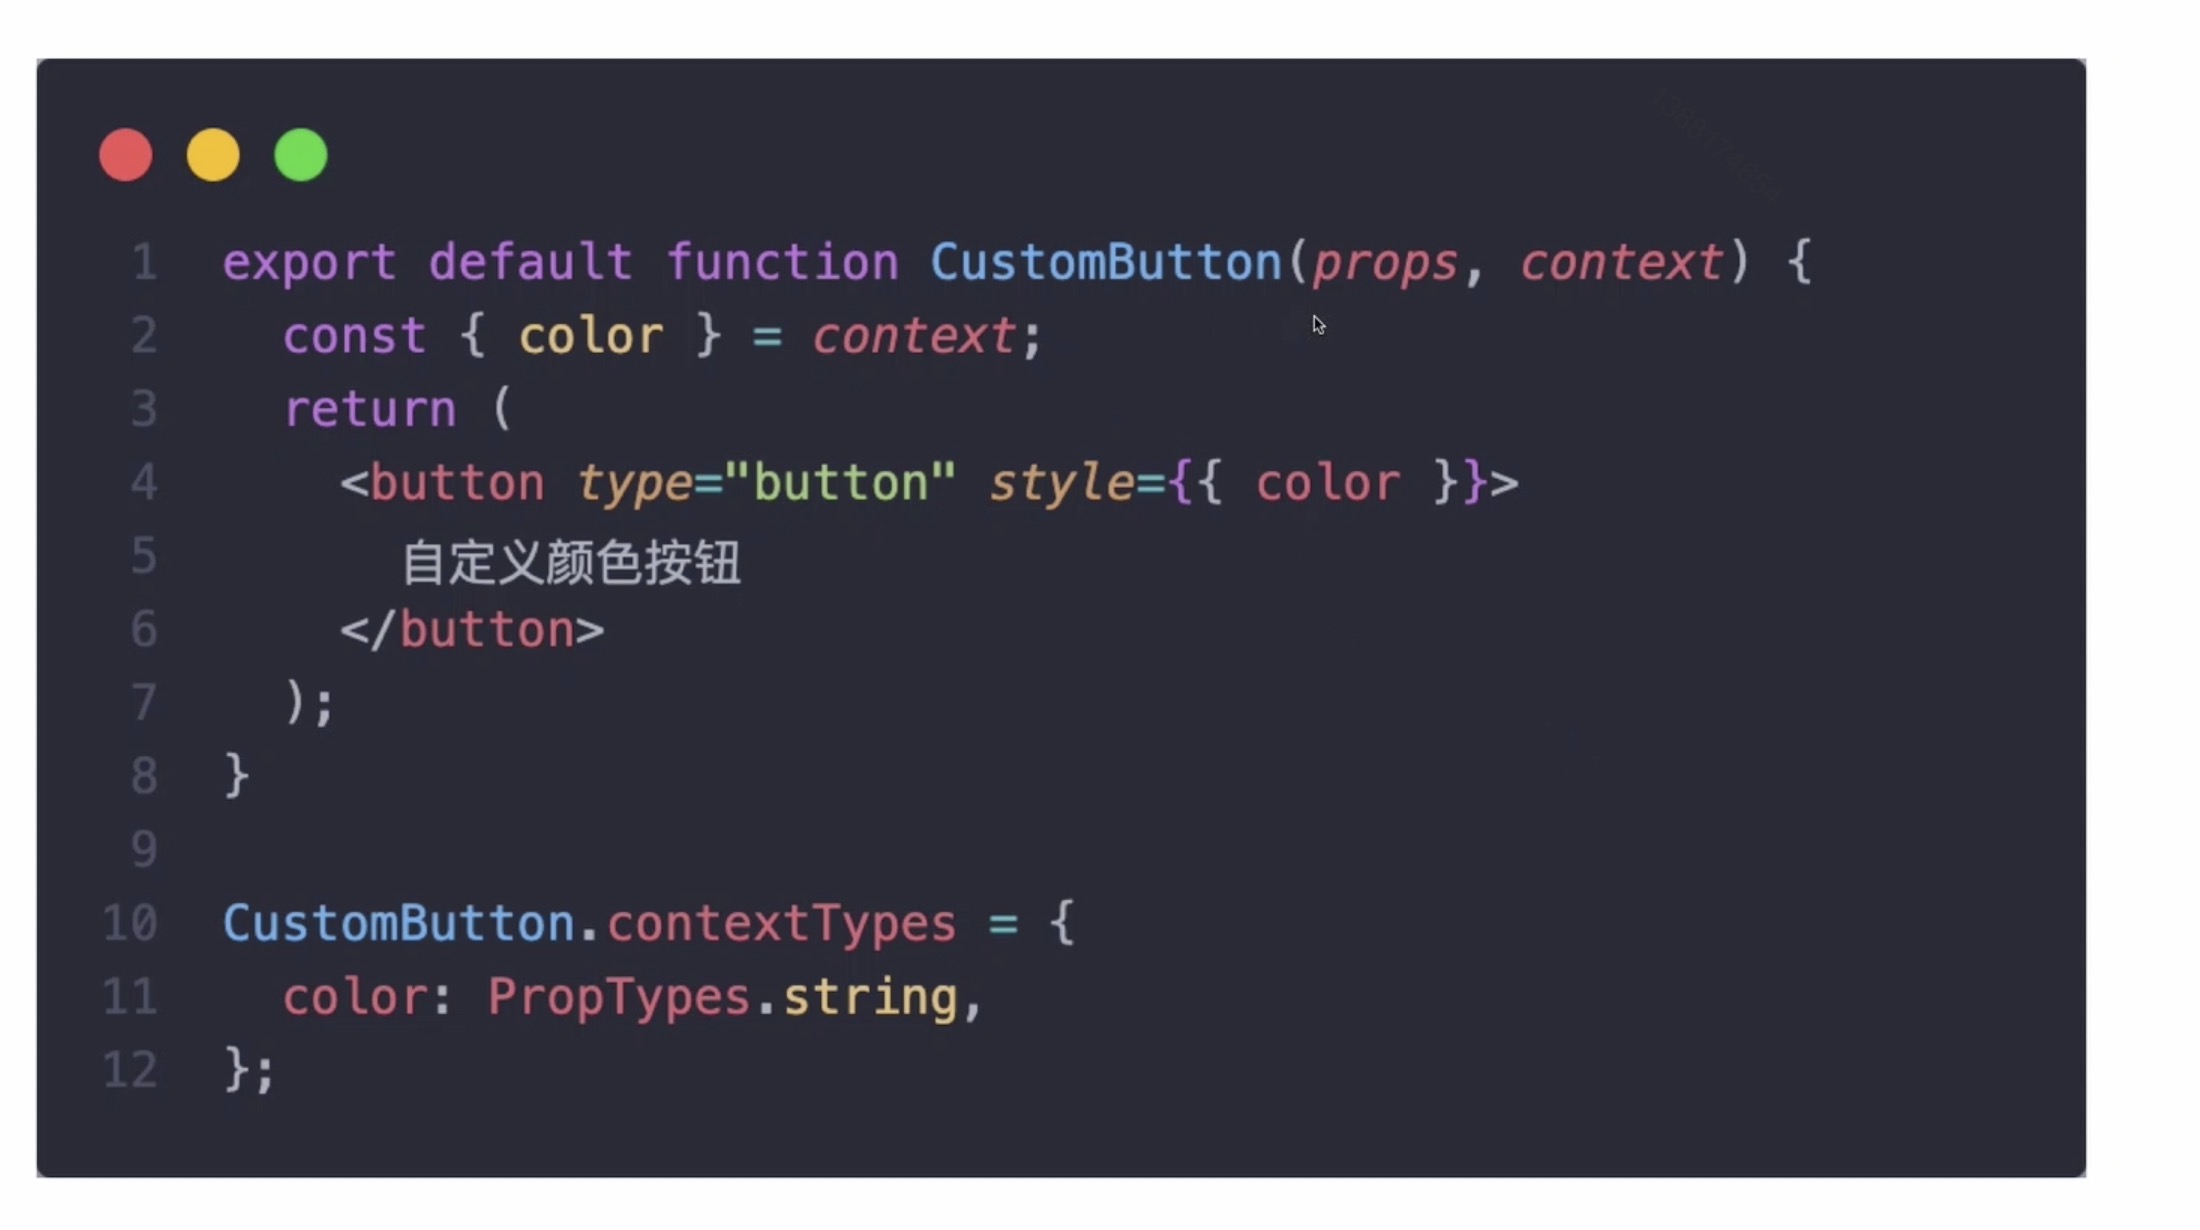 1 export default function CustomButton(props, context) {
2   const { color } = context;
3   return (
4     <button type="button" style={{ color }}>
5       自定义颜色按钮
6     </button>
7   );
8 }
9
10 CustomButton.contextTypes = {
11   color: PropTypes.string,
12 };